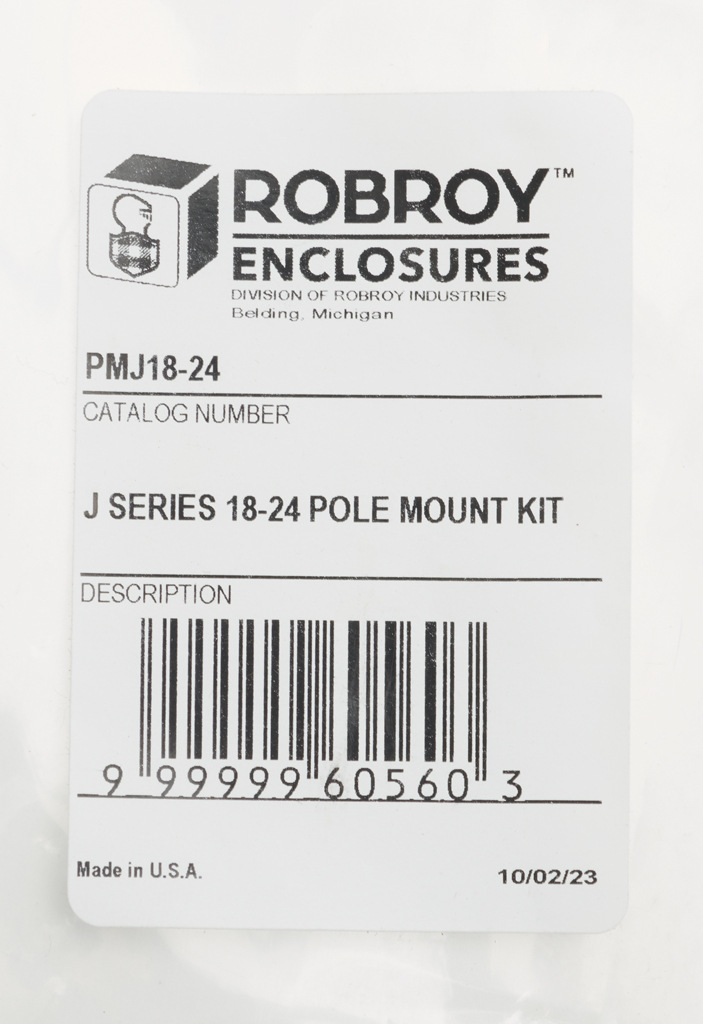 ROBROY™
ENCLOSURES
DIVISION OF ROBROY INDUSTRIES
Belding, Michigan
PMJ18-24
CATALOG NUMBER
J SERIES 18-24 POLE MOUNT KIT
DESCRIPTION
9 99999 60560 3
Made in U.S.A. 10/02/23